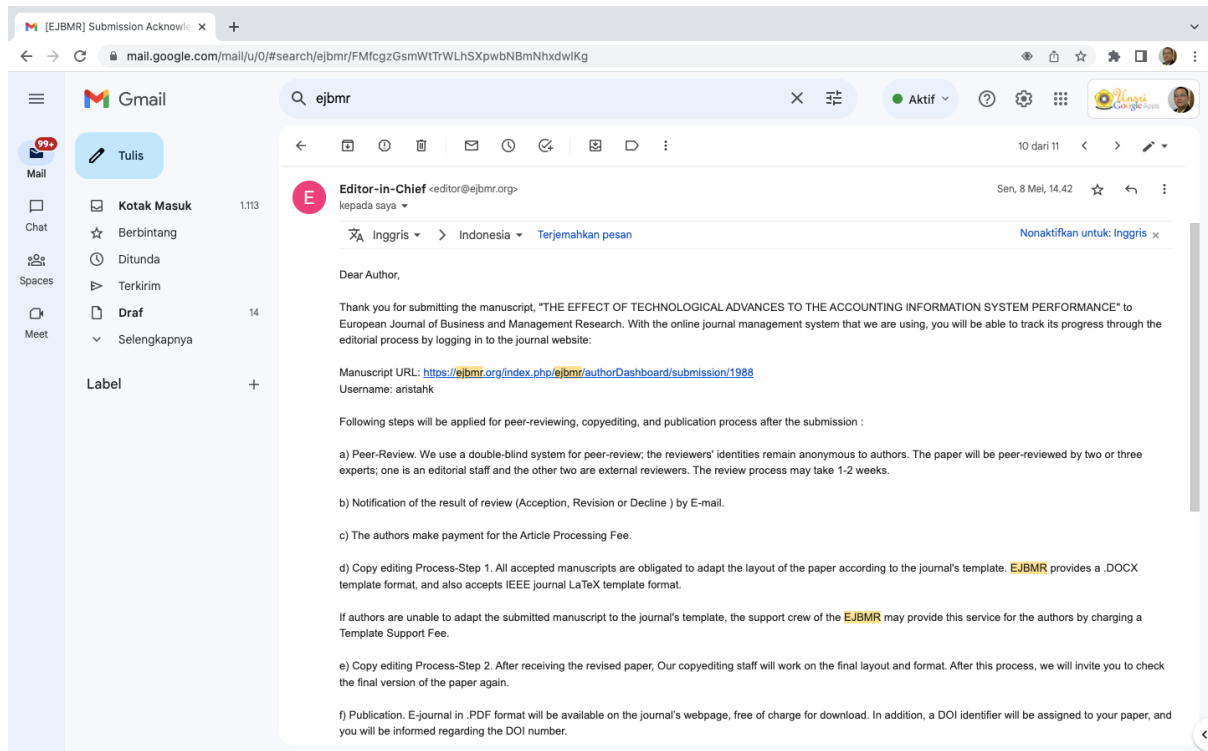 [EJBMR] Submission Acknowle
mail.google.com/mail/u/0/#search/ejbmr/FMfcgzGsmWtTrWLhSXpwbNBmNhxdwlKg
Gmail
ejbmr
Aktif
Unsri
Google Apps
99+
Mail
Chat
Spaces
Meet
Tulis
Kotak Masuk 1.113
Berbintang
Ditunda
Terkirim
Draf 14
Selengkapnya
Label
10 dari 11
E
Editor-in-Chief <editor@ejbmr.org>
Sen, 8 Mei, 14.42
kepada saya
Inggris > Indonesia Terjemahkan pesan
Nonaktifkan untuk: Inggris x
Dear Author,
Thank you for submitting the manuscript, "THE EFFECT OF TECHNOLOGICAL ADVANCES TO THE ACCOUNTING INFORMATION SYSTEM PERFORMANCE" to
European Journal of Business and Management Research. With the online journal management system that we are using, you will be able to track its progress through the
editorial process by logging in to the journal website:
Manuscript URL: https://ejbmr.org/index.php/ejbmr/authorDashboard/submission/1988
Username: aristahk
Following steps will be applied for peer-reviewing, copyediting, and publication process after the submission :
a) Peer-Review. We use a double-blind system for peer-review; the reviewers' identities remain anonymous to authors. The paper will be peer-reviewed by two or three
experts; one is an editorial staff and the other two are external reviewers. The review process may take 1-2 weeks.
b) Notification of the result of review (Acception, Revision or Decline ) by E-mail.
c) The authors make payment for the Article Processing Fee.
d) Copy editing Process-Step 1. All accepted manuscripts are obligated to adapt the layout of the paper according to the journal's template. EJBMR provides a .DOCX
template format, and also accepts IEEE journal LaTeX template format.
If authors are unable to adapt the submitted manuscript to the journal's template, the support crew of the EJBMR may provide this service for the authors by charging a
Template Support Fee.
e) Copy editing Process-Step 2. After receiving the revised paper, Our copyediting staff will work on the final layout and format. After this process, we will invite you to check
the final version of the paper again.
f) Publication. E-journal in .PDF format will be available on the journal's webpage, free of charge for download. In addition, a DOI identifier will be assigned to your paper, and
you will be informed regarding the DOI number.